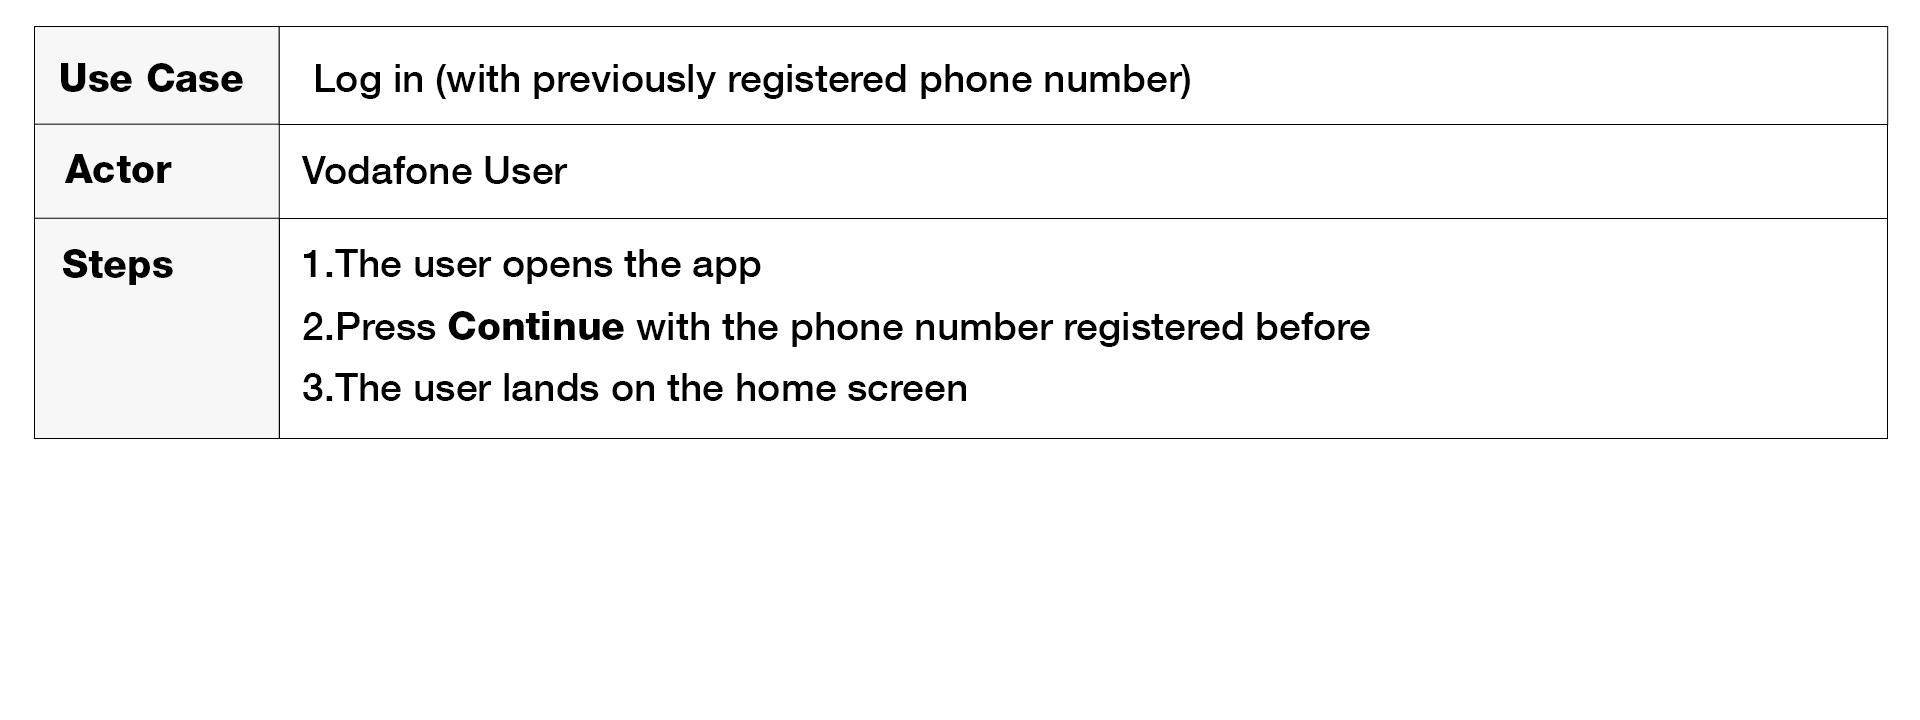 Use Case
Log in (with previously registered phone number)
Actor
Vodafone User
Steps
1.The user opens the app
2.Press Continue with the phone number registered before
3.The user lands on the home screen